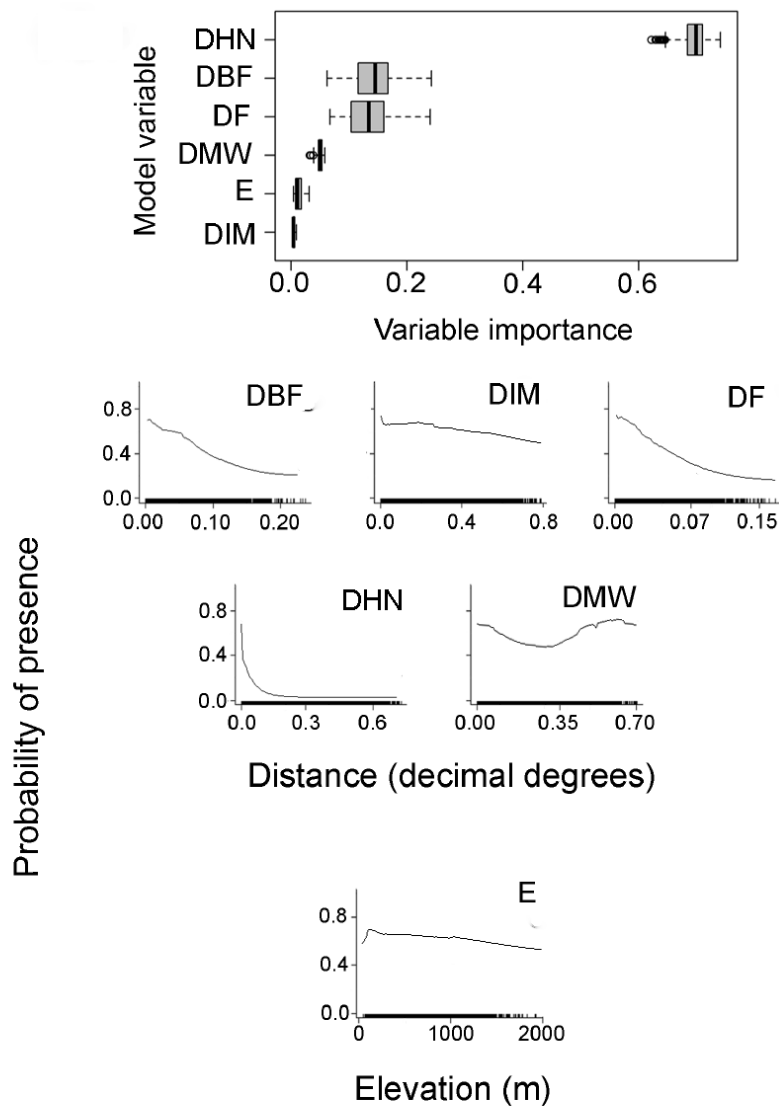 Model variable
DHN
DBF
DF
DMW
E
DIM
0.0 0.2 0.4 0.6
Variable importance
Probability of presence
DBF
0.8
0.4
0.0
0.00 0.10 0.20
DIM
0.0 0.4 0.8
DF
0.00 0.07 0.15
DHN
0.8
0.4
0.0
0.0 0.3 0.6
DMW
0.00 0.35 0.70
Distance (decimal degrees)
E
0.8
0.4
0.0
0 1000 2000
Elevation (m)